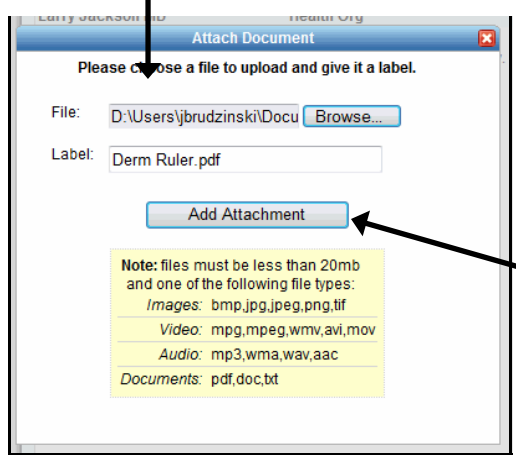 Larry Jackson MD Health Org
Attach Document
Please choose a file to upload and give it a label.
File: D:\Users\jbrudzinski\Docu Browse...
Label: Derm Ruler.pdf
Add Attachment
Note: files must be less than 20mb
and one of the following file types:
Images: bmp,jpg,jpeg,png,tif
Video: mpg,mpeg,wmv,avi,mov
Audio: mp3,wma,wav,aac
Documents: pdf,doc,txt